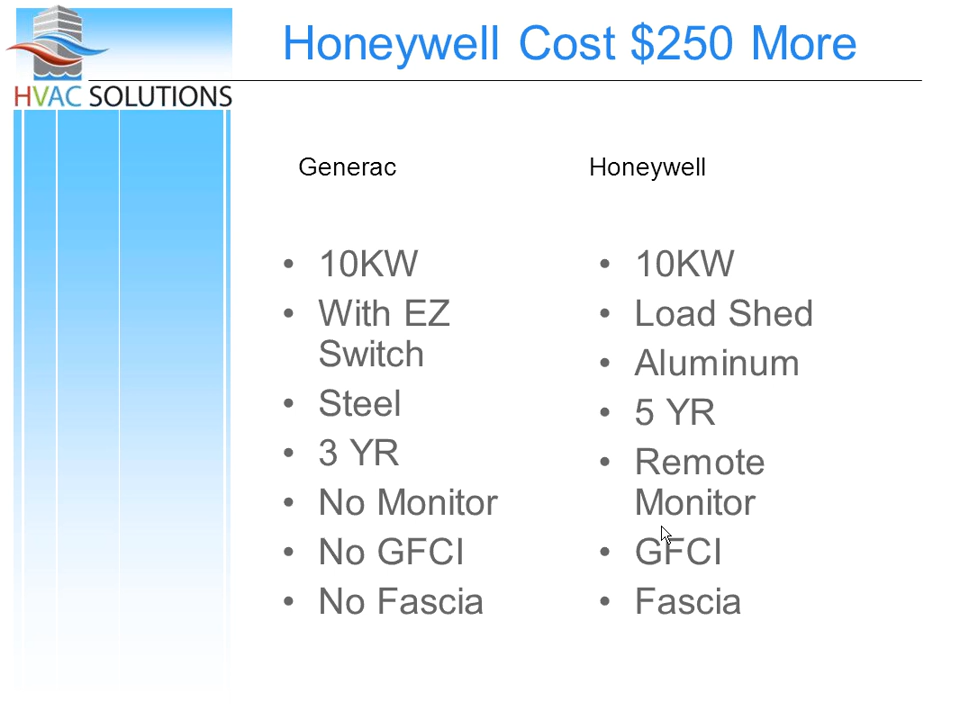 Honeywell Cost $250 More
HVAC SOLUTIONS
Generac
• 10KW
• With EZ
Switch
• Steel
• 3 YR
• No Monitor
• No GFCI
• No Fascia
Honeywell
• 10KW
• Load Shed
• Aluminum
• 5 YR
• Remote
Monitor
• GFCI
• Fascia